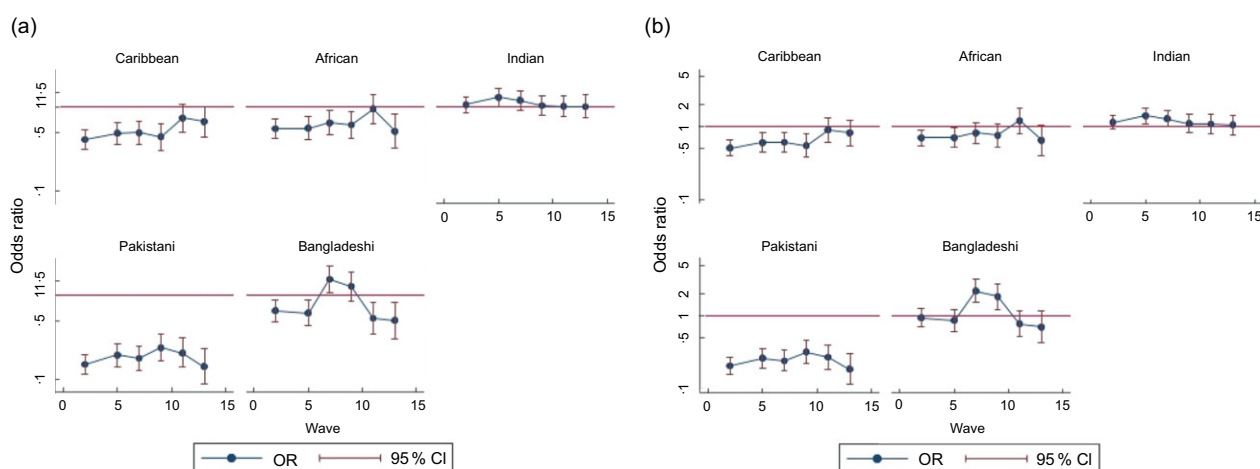 (a)
Caribbean
African
Indian
11·5
·5
·1
0 5 10 15
Pakistani
Bangladeshi
11·5
·5
·1
0 5 10 15
0 5 10 15
Odds ratio
Wave
OR
95 % CI
(b)
Caribbean
African
Indian
5
2
1
·5
·1
0 5 10 15
Pakistani
Bangladeshi
5
2
1
·5
·1
0 5 10 15
0 5 10 15
Odds ratio
Wave
OR
95 % CI